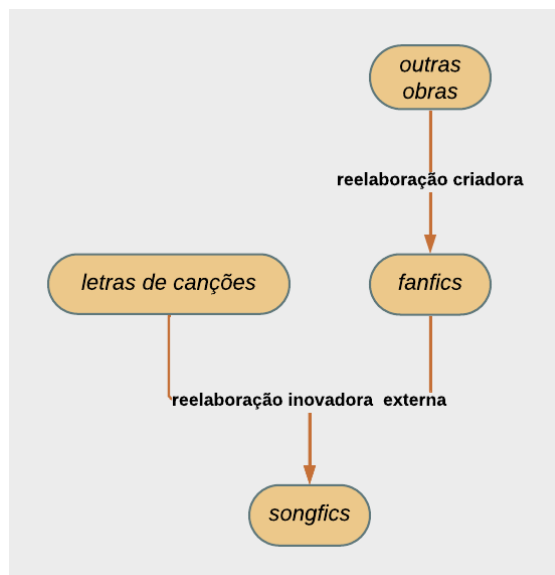 outras
obras
reelaboração criadora
letras de canções
fanfics
reelaboração inovadora externa
songfics